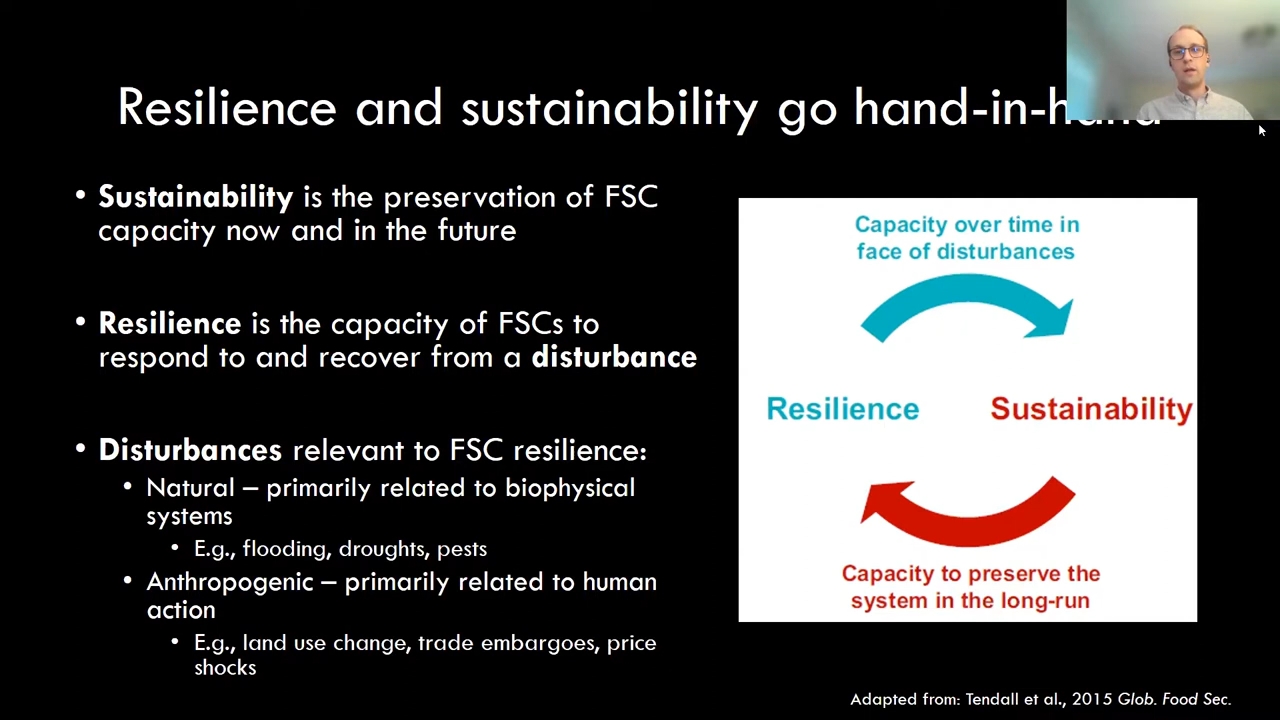 Resilience and sustainability go hand-in-hand
• Sustainability is the preservation of FSC
capacity now and in the future
• Resilience is the capacity of FSCs to
respond to and recover from a disturbance
• Disturbances relevant to FSC resilience:
• Natural – primarily related to biophysical
systems
• E.g., flooding, droughts, pests
• Anthropogenic – primarily related to human
action
• E.g., land use change, trade embargoes, price
shocks
Capacity over time in
face of disturbances
Resilience
Sustainability
Capacity to preserve the
system in the long-run
Adapted from: Tendall et al., 2015 Glob. Food Sec.